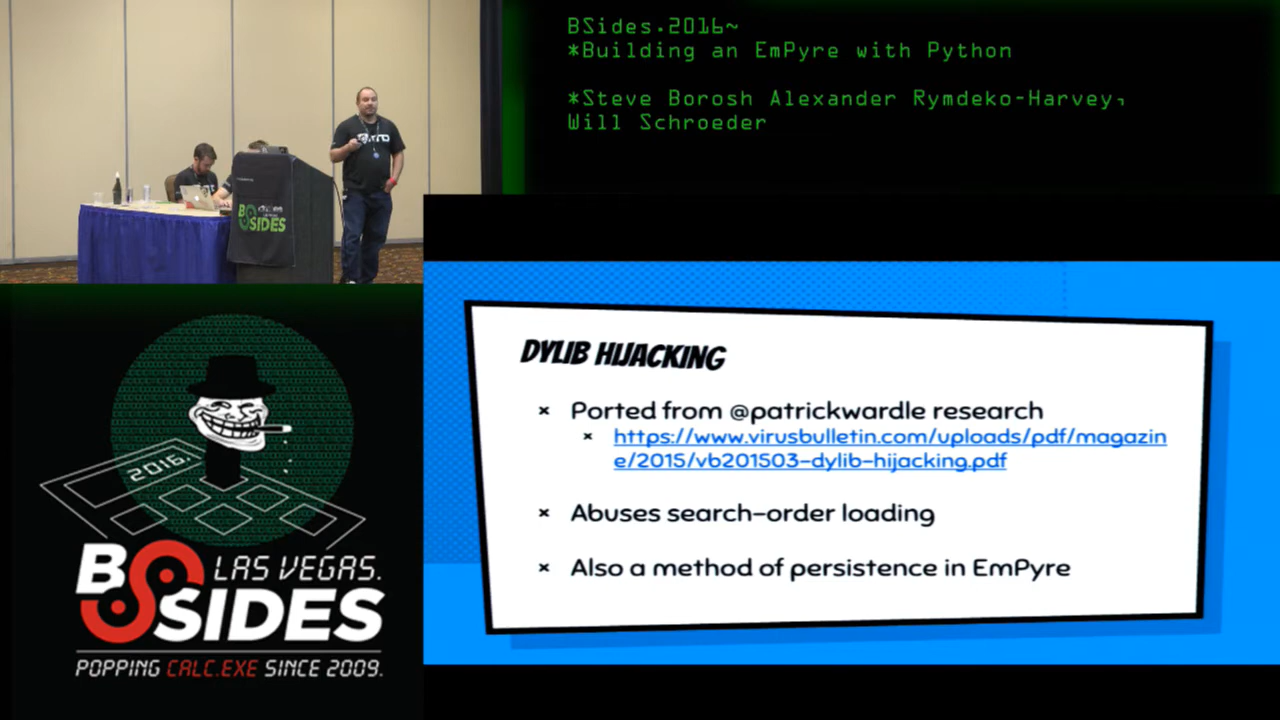 BSides.2016~
*Building an EmPyre with Python
*Steve Borosh Alexander Rymdeko-Harvey,
Will Schroeder
BSIDES
DYLIB HIJACKING
× Ported from @patrickwardle research
× https://www.virusbulletin.com/uploads/pdf/magazin
e/2015/vb201503-dylib-hijacking.pdf
× Abuses search-order loading
× Also a method of persistence in EmPyre
2016.
BSIDES
LAS VEGAS.
POPPING CALC.EXE SINCE 2009.